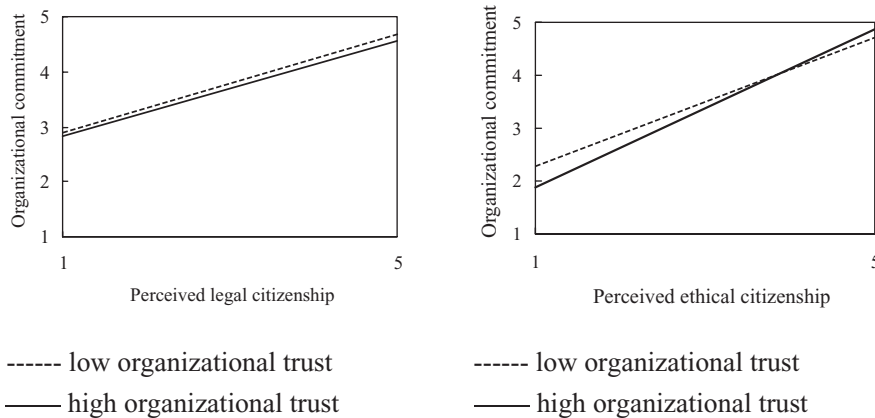 Organizational commitment
5
4
3
2
1
1
5
Perceived legal citizenship
low organizational trust
high organizational trust
Organizational commitment
5
4
3
2
1
1
5
Perceived ethical citizenship
low organizational trust
high organizational trust